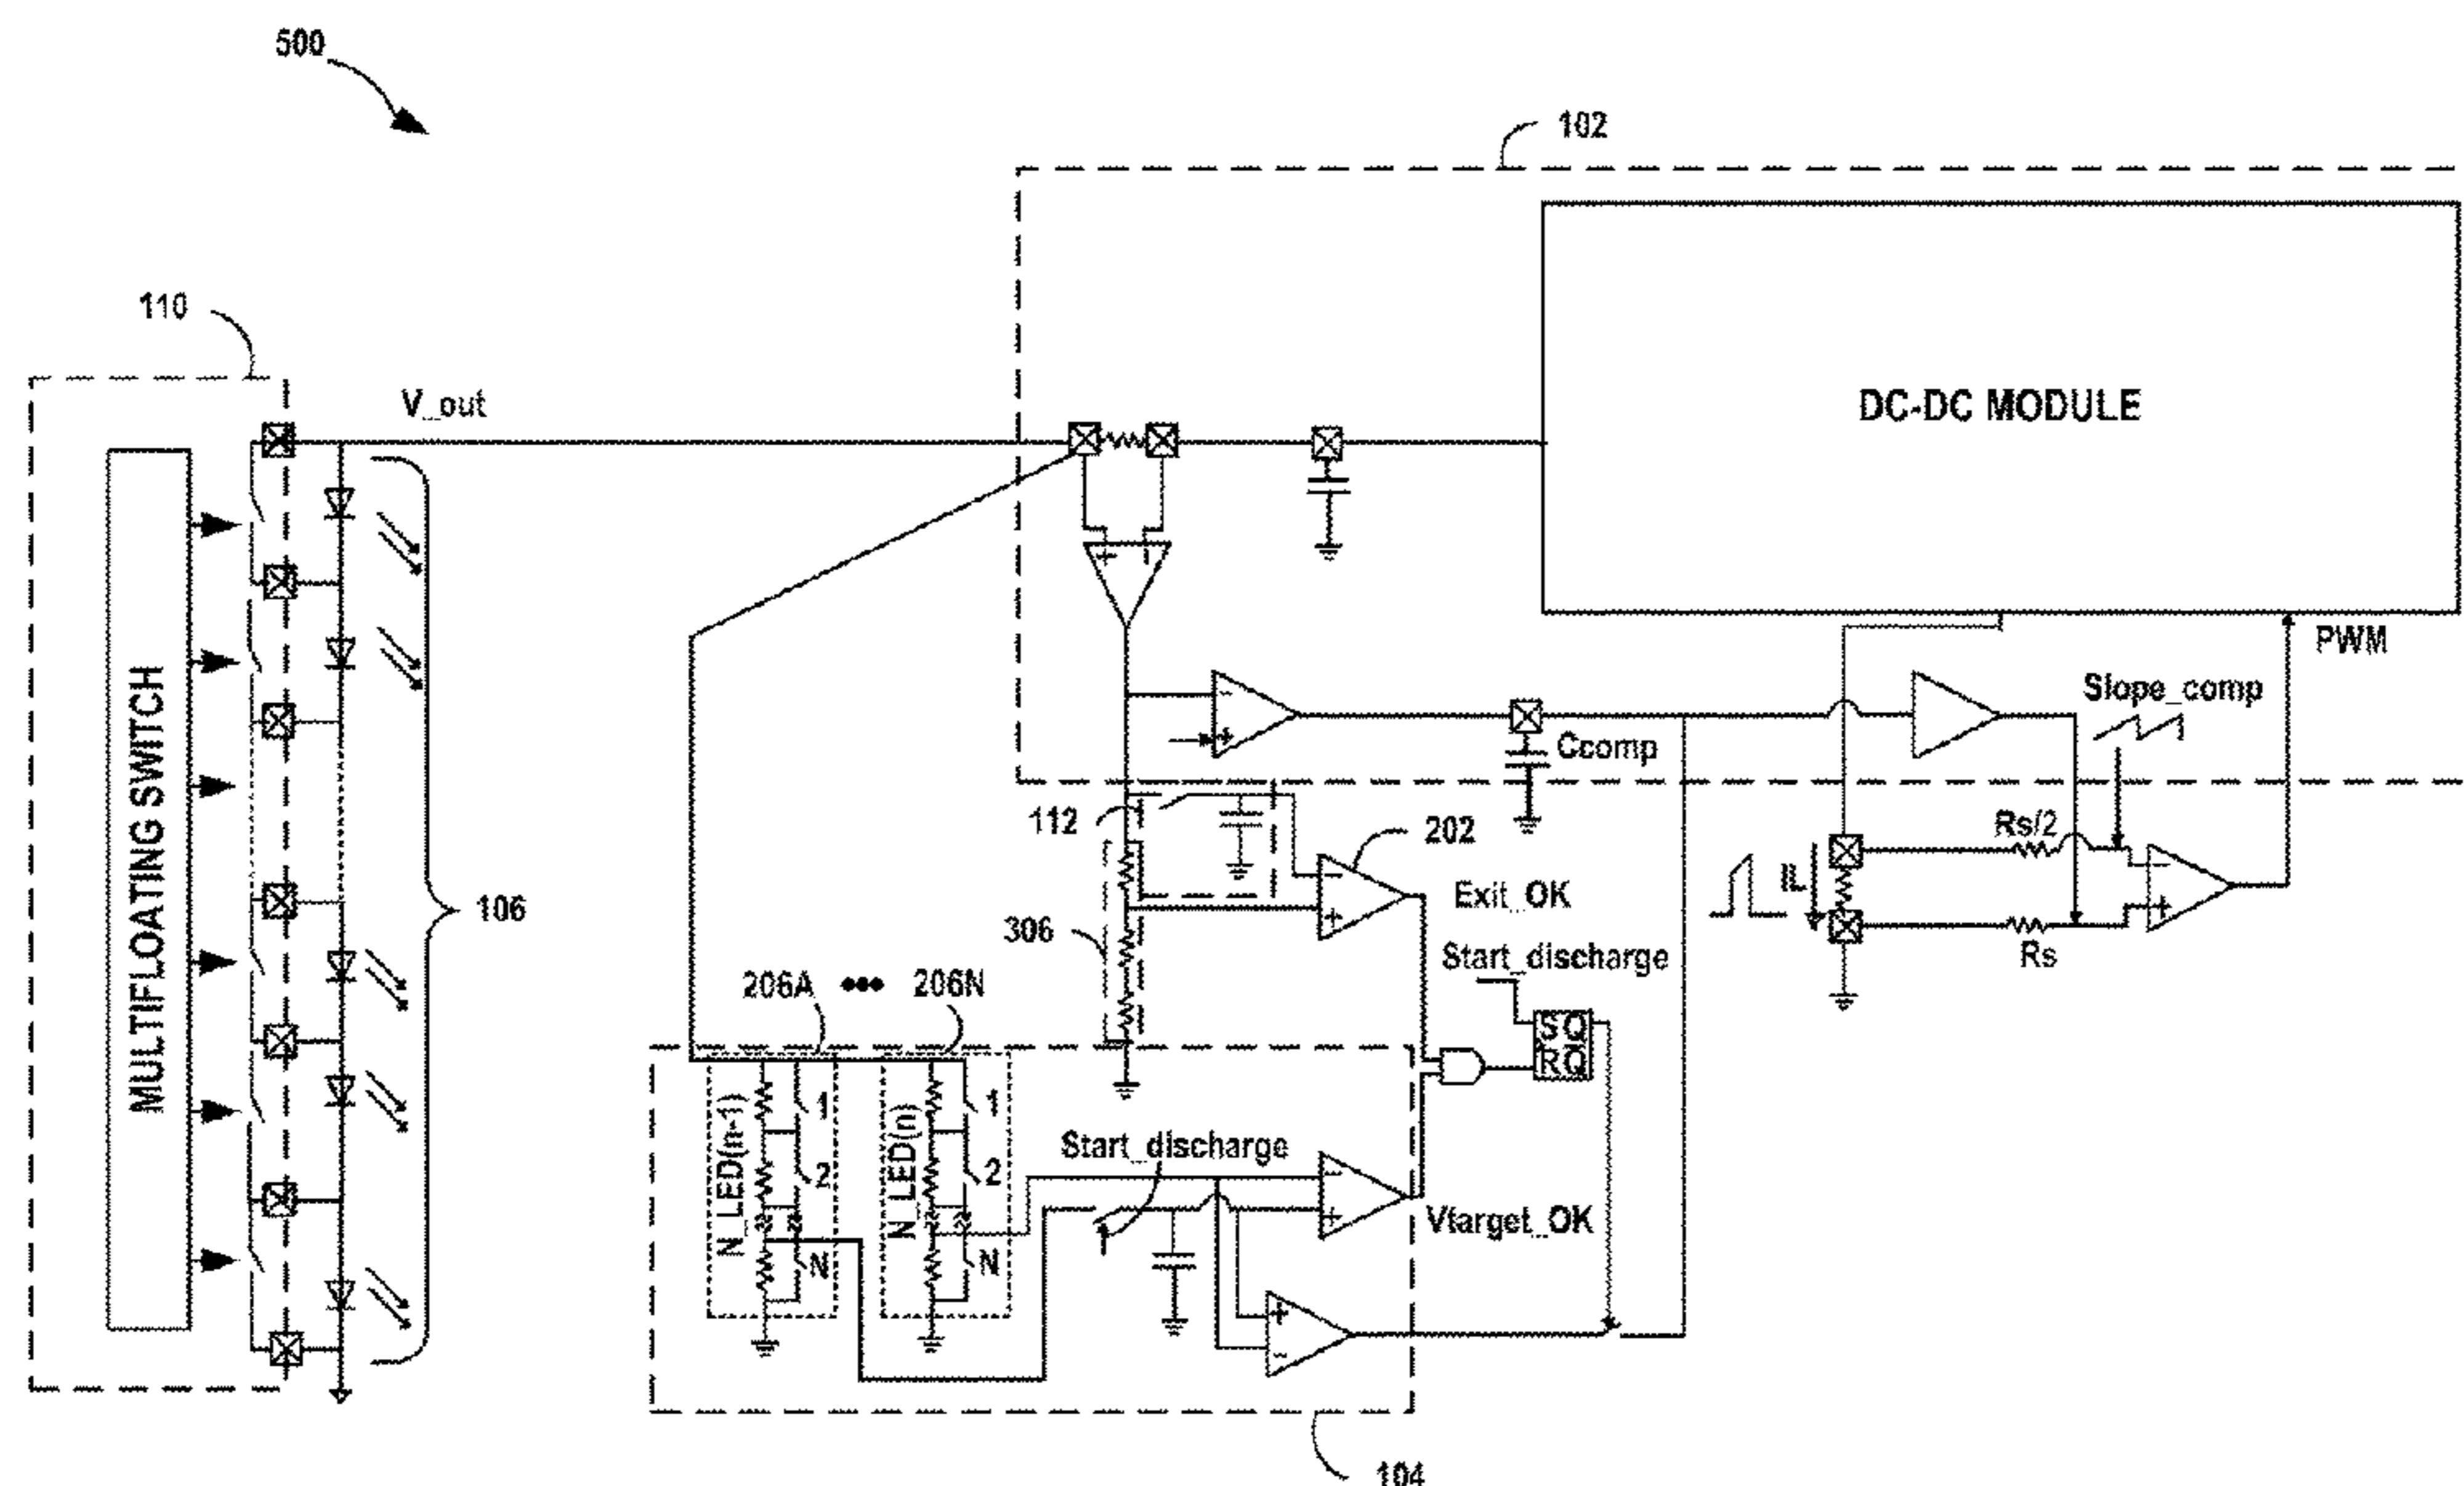 500
102
110
V_out
DC-DC MODULE
PWM
Slope_comp
MULTIFLOATING SWITCH
Ccomp
112
202
Rs/2
IL
Exit_OK
106
306
Rs
Start_discharge
206A ••• 206N
SQ
RQ
N_LED(n-1)
1
2
N
N_LED(n)
1
2
N
Start_discharge
Vtarget_OK
104